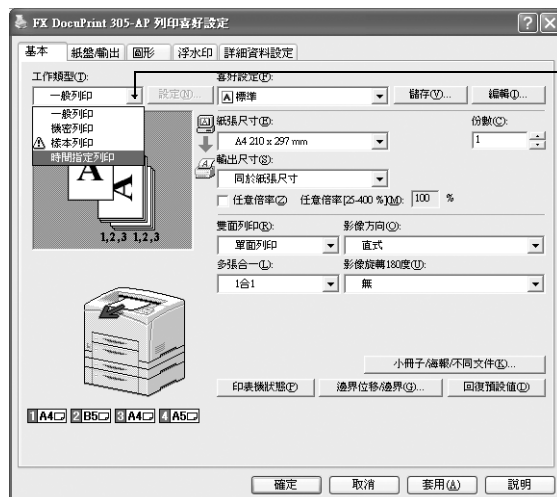 FX DocuPrint 305-AP 列印喜好設定
基本 紙盤/輸出 圖形 浮水印 詳細資料設定
工作類型(T):
一般列印
設定(N)...
一般列印
機密列印
樣本列印
時間指定列印
1,2,3 1,2,3
喜好設定(F):
標準
儲存(V)...
編輯(I)...
紙張尺寸(E):
A4 210 x 297 mm
份數(C):
1
輸出尺寸(S):
同於紙張尺寸
任意倍率(Z) 任意倍率[25-400 %](M): 100 %
雙面列印(R):
單面列印
影像方向(O):
直式
多張合一(L):
1合1
影像旋轉180度(U):
無
小冊子/海報/不同文件(K)...
印表機狀態(P) 邊界位移/邊界(G)... 回復預設值(D)
1 A4 2 B5 3 A4 4 A5
確定 取消 套用(A) 說明